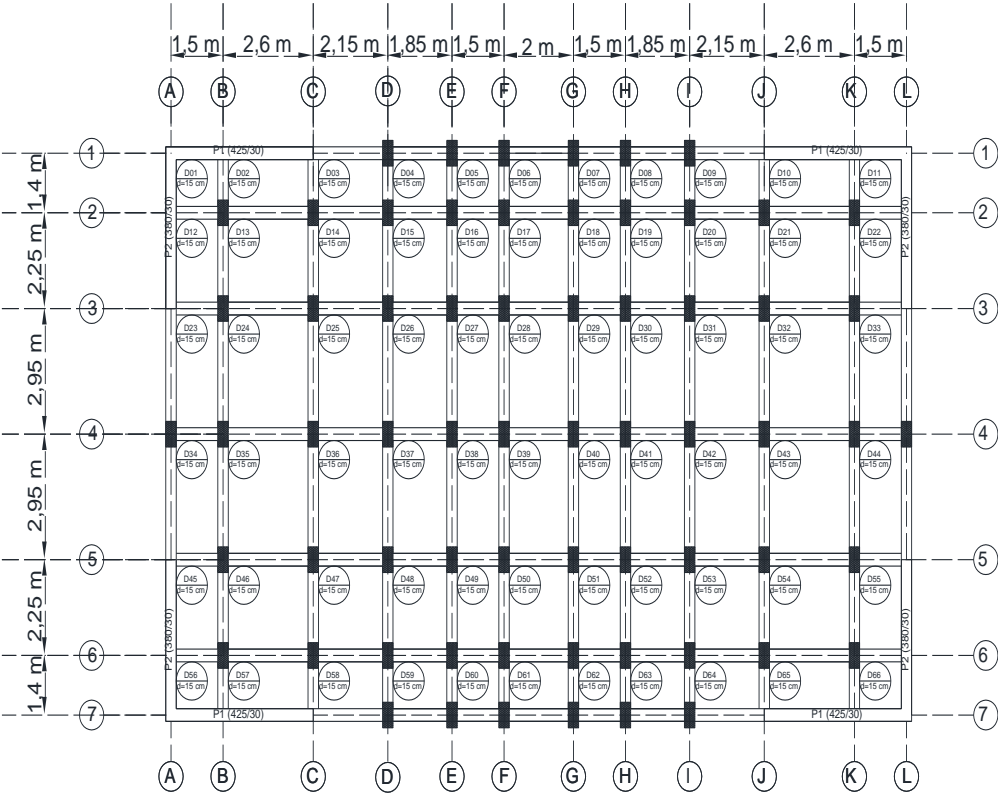 1,5 m 2,6 m 2,15 m 1,85 m 1,5 m 2 m 1,5 m 1,85 m 2,15 m 2,6 m 1,5 m
A B C D E F G H I J K L
1 P1 (425/30) P1 (425/30) 1
1,4 m
D01 D02 D03 D04 D05 D06 D07 D08 D09 D10 D11
d=15 cm d=15 cm d=15 cm d=15 cm d=15 cm d=15 cm d=15 cm d=15 cm d=15 cm d=15 cm d=15 cm
2 2
P2 (380/30) P2 (380/30)
2,25 m
D12 D13 D14 D15 D16 D17 D18 D19 D20 D21 D22
d=15 cm d=15 cm d=15 cm d=15 cm d=15 cm d=15 cm d=15 cm d=15 cm d=15 cm d=15 cm d=15 cm
3 3
2,95 m
D23 D24 D25 D26 D27 D28 D29 D30 D31 D32 D33
d=15 cm d=15 cm d=15 cm d=15 cm d=15 cm d=15 cm d=15 cm d=15 cm d=15 cm d=15 cm d=15 cm
4 4
2,95 m
D34 D35 D36 D37 D38 D39 D40 D41 D42 D43 D44
d=15 cm d=15 cm d=15 cm d=15 cm d=15 cm d=15 cm d=15 cm d=15 cm d=15 cm d=15 cm d=15 cm
5 5
2,25 m
D45 D46 D47 D48 D49 D50 D51 D52 D53 D54 D55
d=15 cm d=15 cm d=15 cm d=15 cm d=15 cm d=15 cm d=15 cm d=15 cm d=15 cm d=15 cm d=15 cm
P2 (380/30) P2 (380/30)
6 6
1,4 m
D56 D57 D58 D59 D60 D61 D62 D63 D64 D65 D66
d=15 cm d=15 cm d=15 cm d=15 cm d=15 cm d=15 cm d=15 cm d=15 cm d=15 cm d=15 cm d=15 cm
7 P1 (425/30) P1 (425/30) 7
A B C D E F G H I J K L